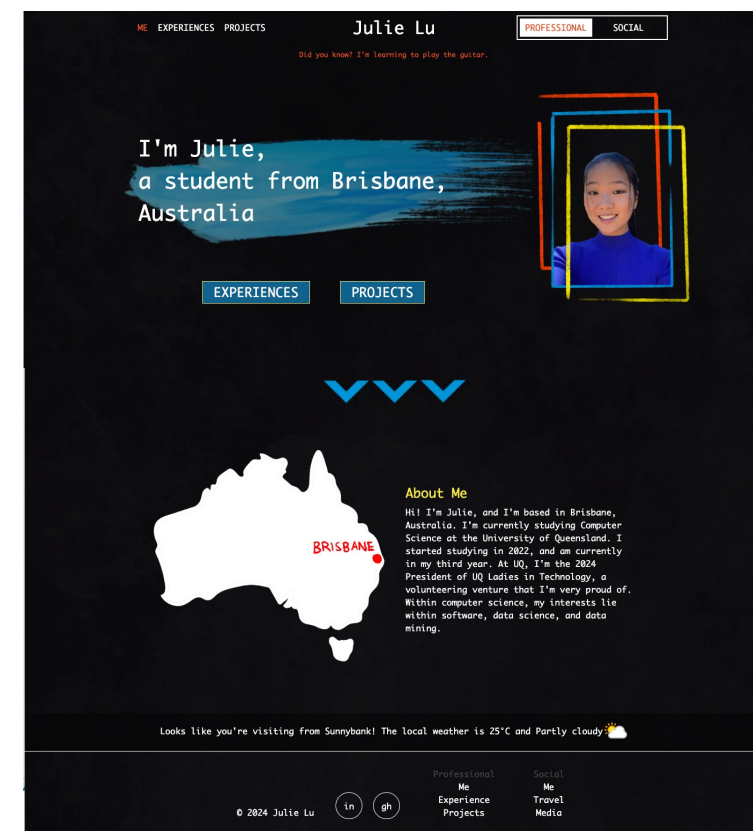 ME EXPERIENCES PROJECTS Julie Lu PROFESSIONAL SOCIAL
Did you know? I'm learning to play the guitar.
I'm Julie,
a student from Brisbane,
Australia
EXPERIENCES PROJECTS
BRISBANE
About Me
Hi! I'm Julie, and I'm based in Brisbane,
Australia. I'm currently studying Computer
Science at the University of Queensland. I
started studying in 2022, and am currently
in my third year. At UQ, I'm the 2024
President of UQ Ladies in Technology, a
volunteering venture that I'm very proud of.
Within computer science, my interests lie
within software, data science, and data
mining.
Looks like you're visiting from Sunnybank! The local weather is 25°C and Partly cloudy
© 2024 Julie Lu
in gh
Professional Social
Me Me
Experience Travel
Projects Media